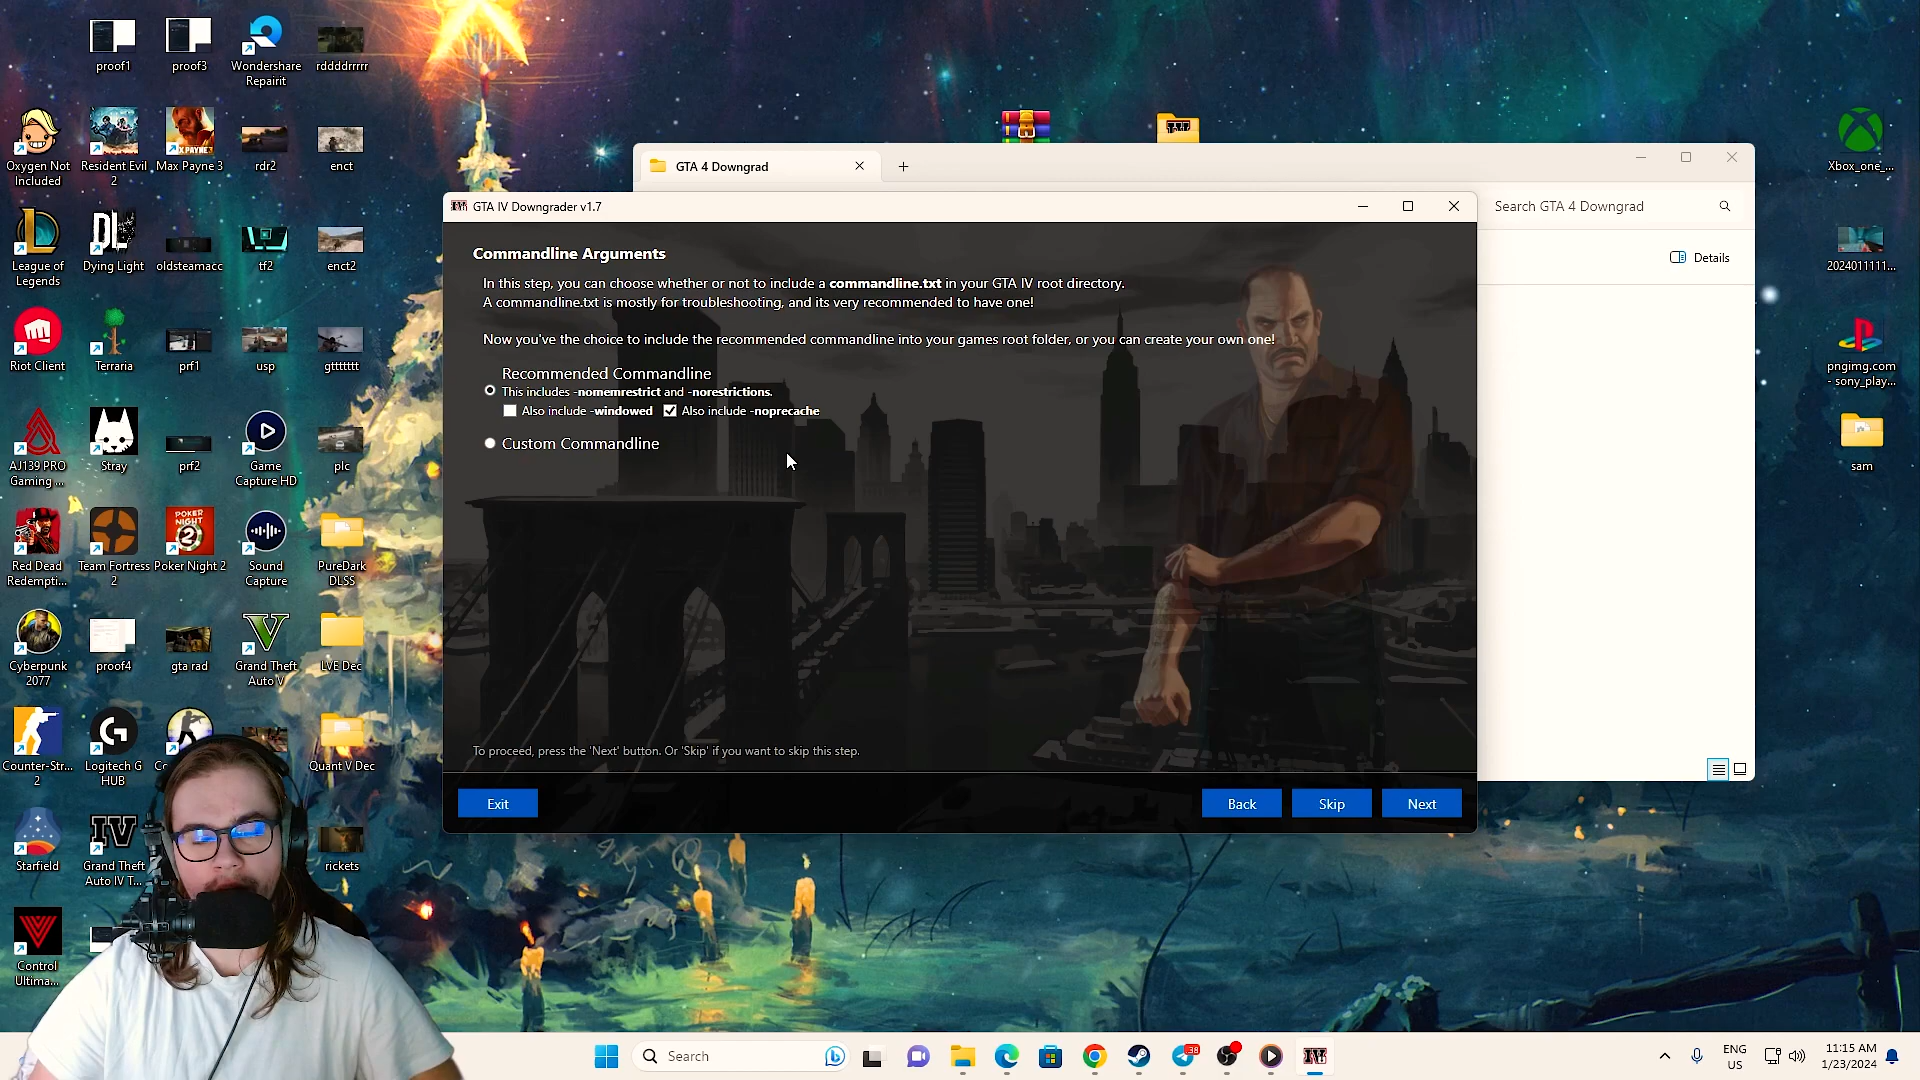 proof1
proof3
Wondershare
Repairit
rddddrrrrr
Oxygen Not
Included
Resident Evil
2
Max Payne 3
rdr2
enct
League of
Legends
Dying Light
oldsteamacc
tf2
enct2
Riot Client
Terraria
prf1
usp
gttttttt
AJ139 PRO
Gaming ...
Stray
prf2
Game
Capture HD
plc
Red Dead
Redempti...
Team Fortress
2
Poker Night 2
Sound
Capture
PureDark
DLSS
Cyberpunk
2077
proof4
gta rad
Grand Theft
Auto V
LVE Dec
Counter-Str...
2
Logitech G
HUB
Quant V Dec
Starfield
Grand Theft
Auto IV T...
rickets
Control
Ultima...
GTA 4 Downgrad
Search GTA 4 Downgrad
Details
GTA IV Downgrader v1.7
Commandline Arguments
In this step, you can choose whether or not to include a commandline.txt in your GTA IV root directory.
A commandline.txt is mostly for troubleshooting, and its very recommended to have one!
Now you've the choice to include the recommended commandline into your games root folder, or you can create your own one!
Recommended Commandline
This includes -nomemrestrict and -norestrictions.
Also include -windowed Also include -noprecache
Custom Commandline
To proceed, press the 'Next' button. Or 'Skip' if you want to skip this step.
Exit
Back
Skip
Next
Xbox_one_...
2024011111...
pngimg.com
- sony_play...
sam
Search
38
ENG
US
11:15 AM
1/23/2024